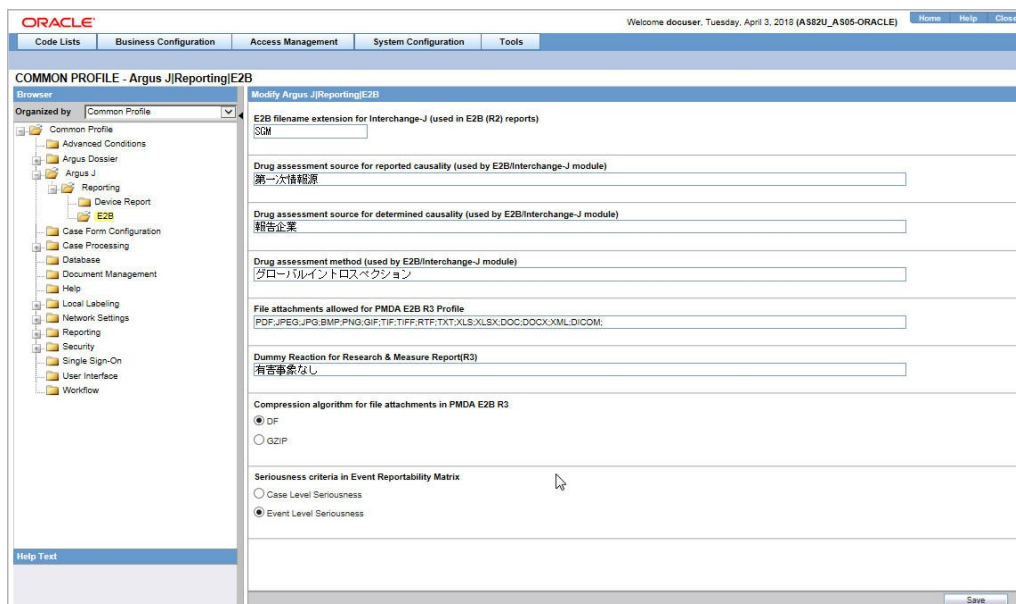 ORACLE
Welcome docuser, Tuesday, April 3, 2018 (AS82U_AS05-ORACLE)
Home Help Close
Code Lists Business Configuration Access Management System Configuration Tools
COMMON PROFILE - Argus J|Reporting|E2B
Browser
Organized by Common Profile
Common Profile
Advanced Conditions
Argus Dossier
Argus J
Reporting
Device Report
E2B
Case Form Configuration
Case Processing
Database
Document Management
Help
Local Labeling
Network Settings
Reporting
Security
Single Sign-On
User Interface
Workflow
Help Text
Modify Argus J|Reporting|E2B
E2B filename extension for Interchange-J (used in E2B (R2) reports)
SGM
Drug assessment source for reported causality (used by E2B/Interchange-J module)
第一次情報源
Drug assessment source for determined causality (used by E2B/Interchange-J module)
報告企業
Drug assessment method (used by E2B/Interchange-J module)
グローバルイントロスペクション
File attachments allowed for PMDA E2B R3 Profile
PDF;JPEG;JPG;BMP;PNG;GIF;TIF;TIFF;RTF;TXT;XLS;XLSX;DOC;DOCX;XML;DICOM;
Dummy Reaction for Research & Measure Report(R3)
有害事象なし
Compression algorithm for file attachments in PMDA E2B R3
DF
GZIP
Seriousness criteria in Event Reportability Matrix
Case Level Seriousness
Event Level Seriousness
Save